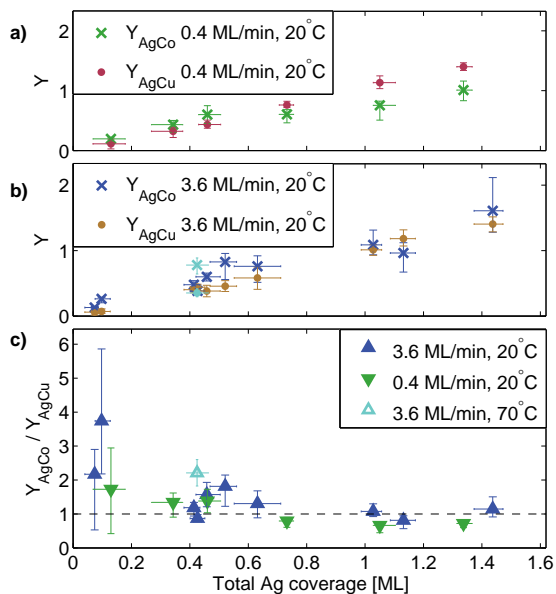 a)
Y
2
1
0
Y_AgCo 0.4 ML/min, 20°C
Y_AgCu 0.4 ML/min, 20°C
b)
Y
2
1
0
Y_AgCo 3.6 ML/min, 20°C
Y_AgCu 3.6 ML/min, 20°C
c)
Y_AgCo / Y_AgCu
6
5
4
3
2
1
0
3.6 ML/min, 20°C
0.4 ML/min, 20°C
3.6 ML/min, 70°C
0 0.2 0.4 0.6 0.8 1 1.2 1.4 1.6
Total Ag coverage [ML]